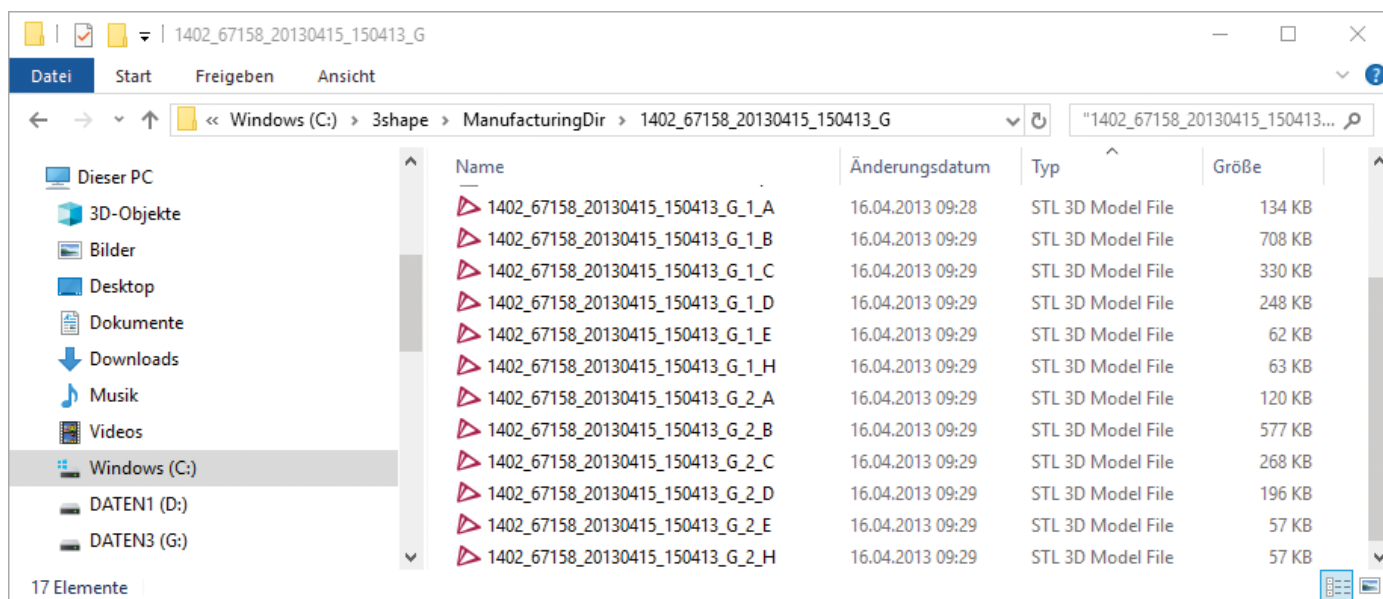 1402_67158_20130415_150413_G
Datei Start Freigeben Ansicht
« Windows (C:) > 3shape > ManufacturingDir > 1402_67158_20130415_150413_G "1402_67158_20130415_150413...
Dieser PC
3D-Objekte
Bilder
Desktop
Dokumente
Downloads
Musik
Videos
Windows (C:)
DATEN1 (D:)
DATEN3 (G:)
Name Änderungsdatum Typ Größe
1402_67158_20130415_150413_G_1_A 16.04.2013 09:28 STL 3D Model File 134 KB
1402_67158_20130415_150413_G_1_B 16.04.2013 09:29 STL 3D Model File 708 KB
1402_67158_20130415_150413_G_1_C 16.04.2013 09:29 STL 3D Model File 330 KB
1402_67158_20130415_150413_G_1_D 16.04.2013 09:29 STL 3D Model File 248 KB
1402_67158_20130415_150413_G_1_E 16.04.2013 09:29 STL 3D Model File 62 KB
1402_67158_20130415_150413_G_1_H 16.04.2013 09:29 STL 3D Model File 63 KB
1402_67158_20130415_150413_G_2_A 16.04.2013 09:29 STL 3D Model File 120 KB
1402_67158_20130415_150413_G_2_B 16.04.2013 09:29 STL 3D Model File 577 KB
1402_67158_20130415_150413_G_2_C 16.04.2013 09:29 STL 3D Model File 268 KB
1402_67158_20130415_150413_G_2_D 16.04.2013 09:29 STL 3D Model File 196 KB
1402_67158_20130415_150413_G_2_E 16.04.2013 09:29 STL 3D Model File 57 KB
1402_67158_20130415_150413_G_2_H 16.04.2013 09:29 STL 3D Model File 57 KB
17 Elemente